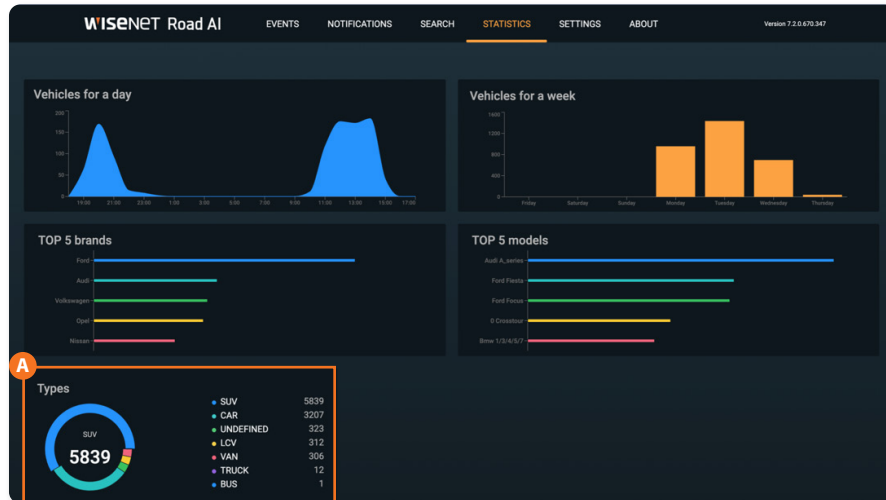 WISENET Road AI EVENTS NOTIFICATIONS SEARCH STATISTICS SETTINGS ABOUT Version 7.2.0.670.347
Vehicles for a day
200
150
100
50
0
19:00 21:00 23:00 1:00 3:00 5:00 7:00 9:00 11:00 13:00 15:00 17:00
Vehicles for a week
1600
1200
800
400
0
Friday Saturday Sunday Monday Tuesday Wednesday Thursday
TOP 5 brands
Ford
Audi
Volkswagen
Opel
Nissan
TOP 5 models
Audi A_series
Ford Fiesta
Ford Focus
0 Crosstour
Bmw 1/3/4/5/7
A
Types
SUV
5839
SUV 5839
CAR 3207
UNDEFINED 323
LCV 312
VAN 306
TRUCK 12
BUS 1